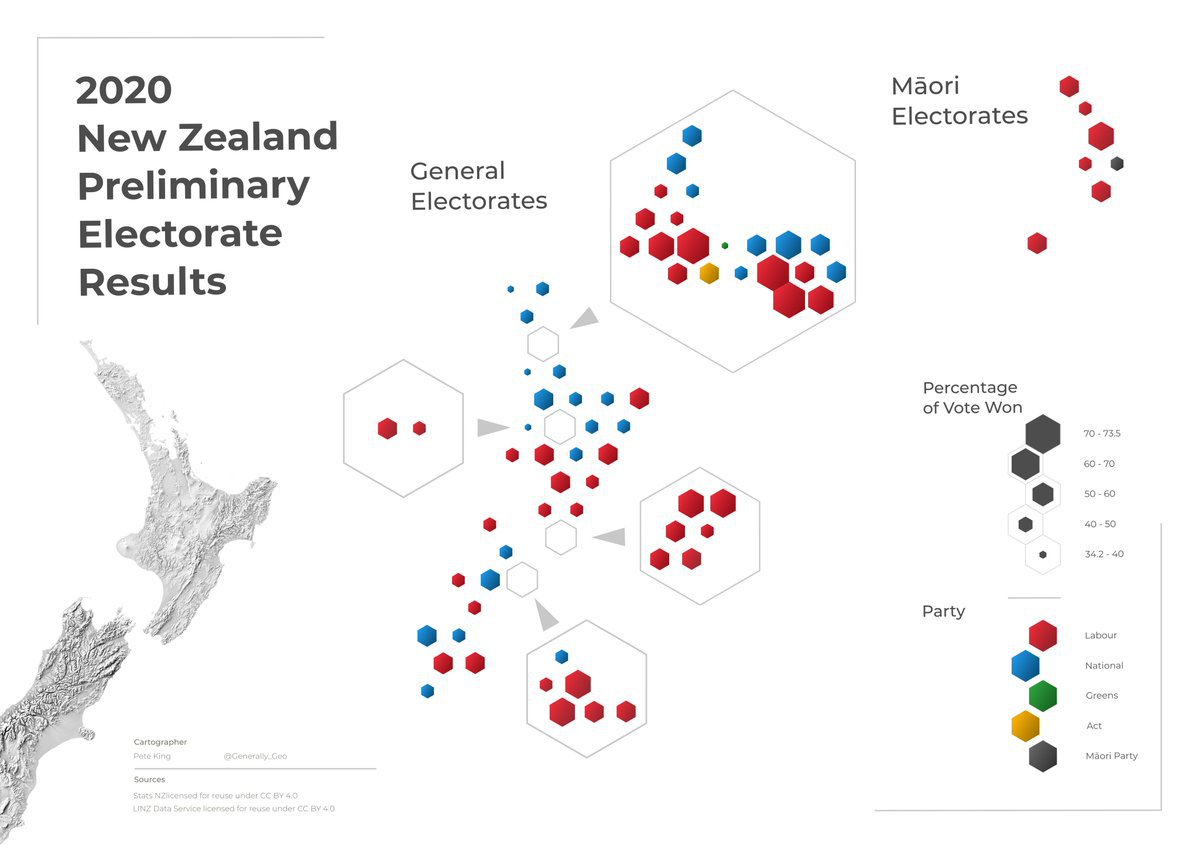 2020
New Zealand
Preliminary
Electorate
Results
General
Electorates
Māori
Electorates
Percentage
of Vote Won
70 - 73.5
60 - 70
50 - 60
40 - 50
34.2 - 40
Party
Labour
National
Greens
Act
Māori Party
Cartographer
Pete King @Generally_Geo
Sources
Stats NZlicensed for reuse under CC BY 4.0
LINZ Data Service licensed for reuse under CC BY 4.0